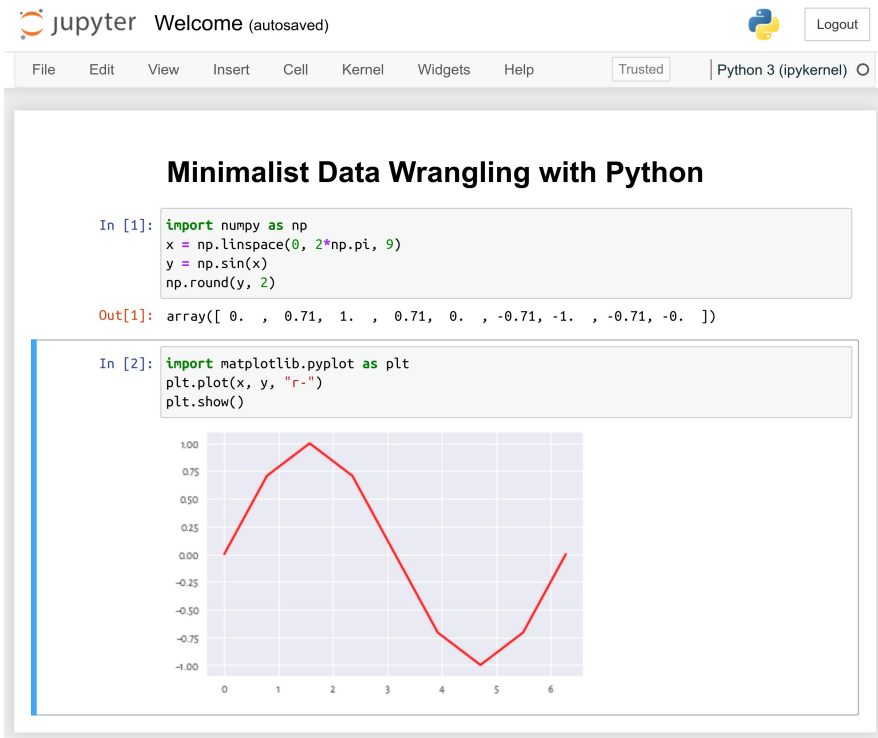 jupyter Welcome (autosaved) Logout
File Edit View Insert Cell Kernel Widgets Help Trusted Python 3 (ipykernel)
Minimalist Data Wrangling with Python
In [1]: import numpy as np
x = np.linspace(0, 2*np.pi, 9)
y = np.sin(x)
np.round(y, 2)
Out[1]: array([ 0.  ,  0.71,  1.  ,  0.71,  0.  , -0.71, -1.  , -0.71, -0.  ])
In [2]: import matplotlib.pyplot as plt
plt.plot(x, y, "r-")
plt.show()
1.00
0.75
0.50
0.25
0.00
-0.25
-0.50
-0.75
-1.00
0 1 2 3 4 5 6